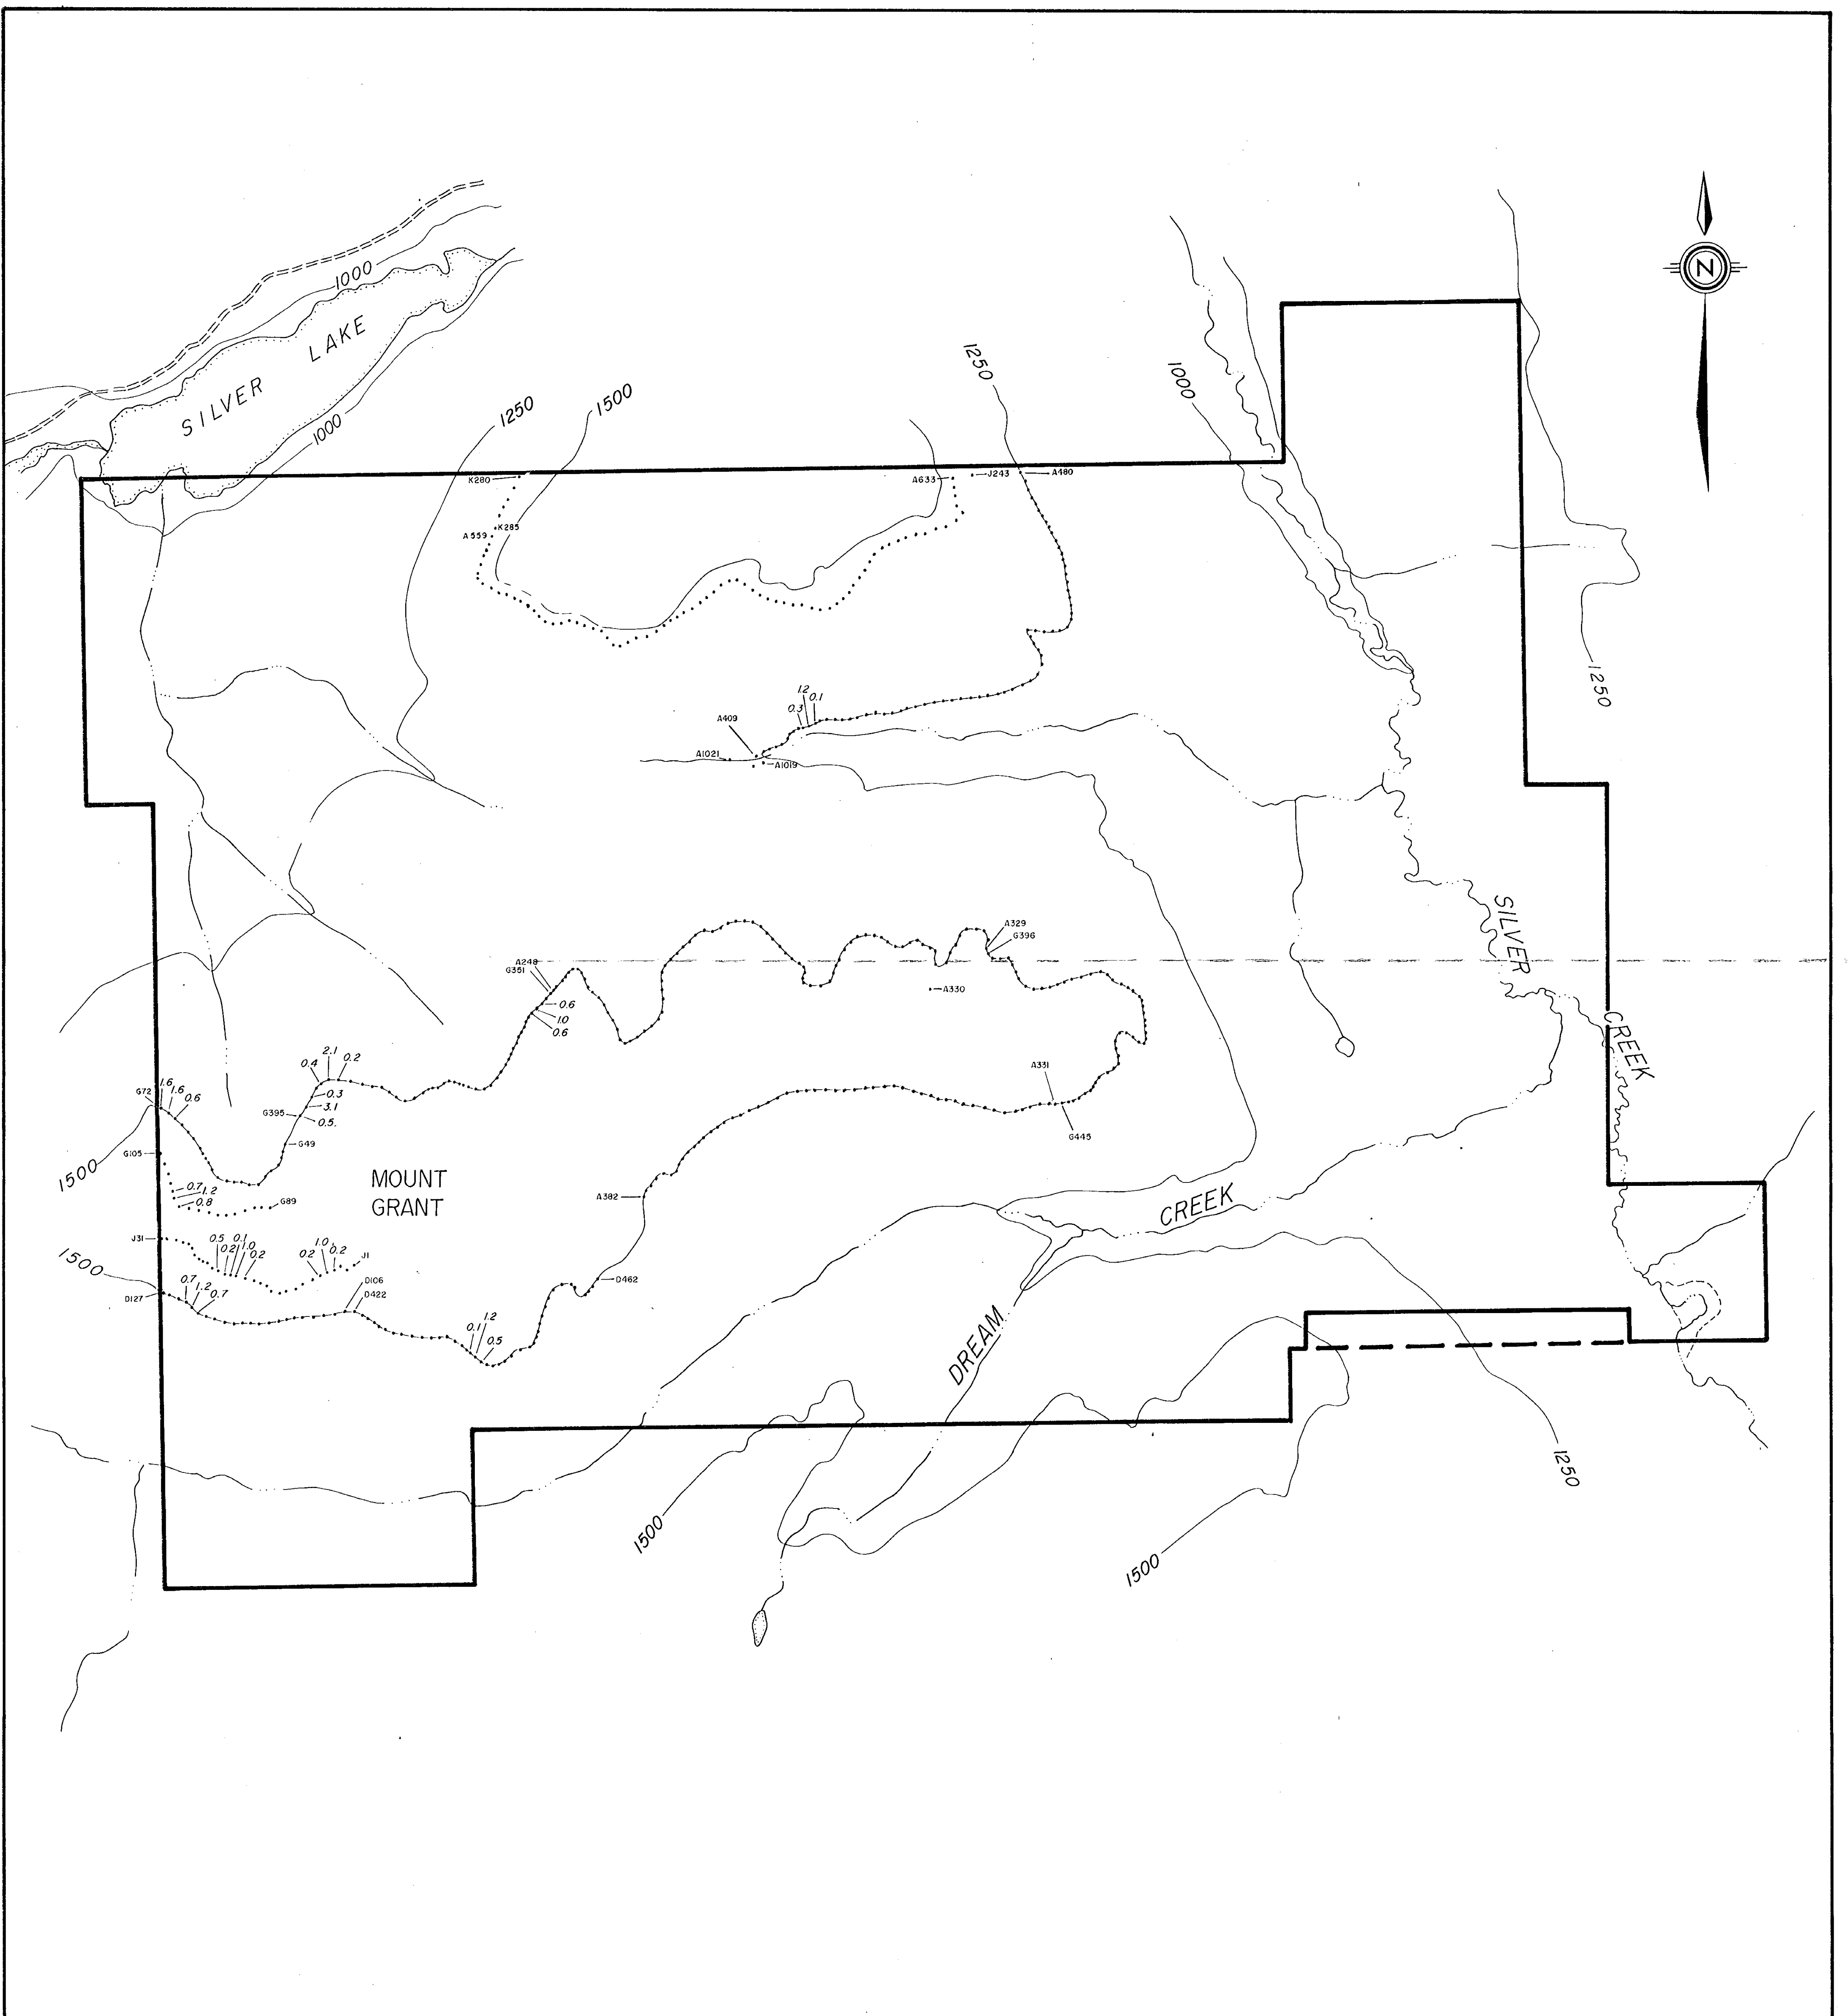 N
1000
SILVER LAKE
1000
1250
1500
1250
1000
K280
A633
J243
A480
K285
A559
1250
1.2
0.1
0.3
A409
A1021
A1019
SILVER
CREEK
A329
G396
A248
G351
A330
0.6
1.0
0.6
2.1
0.4
0.2
A331
G72
1.6
1.6
0.6
0.3
3.1
G395
0.5
G445
G49
G105
1500
MOUNT
GRANT
0.7
1.2
0.8
G89
A382
CREEK
J31
0.5
0.1
0.2
1.0
0.2
1.0
0.2
0.2
J1
1500
D127
0.7
1.2
0.7
D106
D422
D462
1.2
0.1
0.5
DREAM
1500
1500
1250